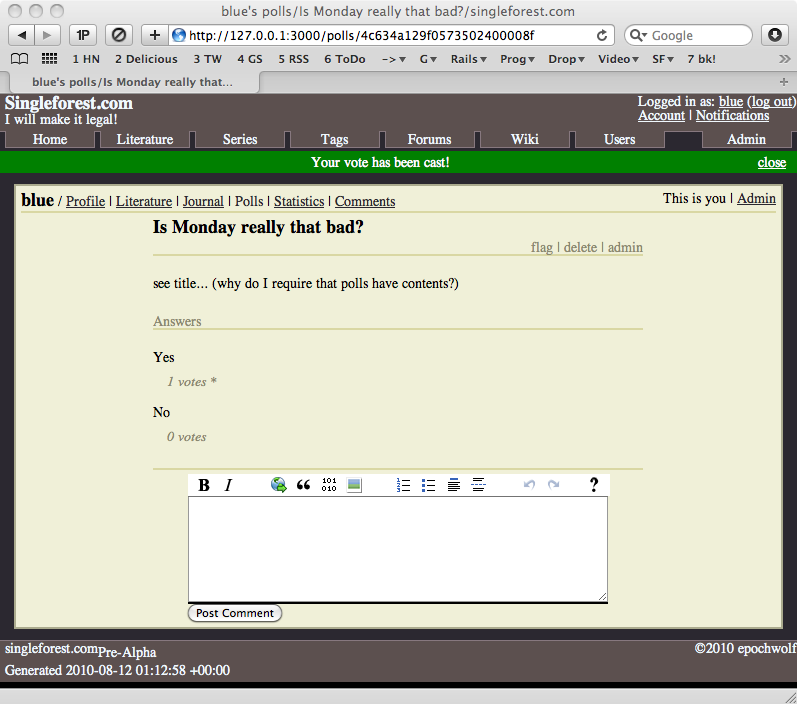 blue's polls/Is Monday really that bad?/singleforest.com
1P + http://127.0.0.1:3000/polls/4c634a129f0573502400008f Google
1 HN 2 Delicious 3 TW 4 GS 5 RSS 6 ToDo -> ▾ G ▾ Rails ▾ Prog ▾ Drop ▾ Video ▾ SF ▾ 7 bk! »
blue's polls/Is Monday really that... +
Singleforest.com
I will make it legal!
Logged in as: blue (log out)
Account | Notifications
Home Literature Series Tags Forums Wiki Users Admin
Your vote has been cast! close
blue / Profile | Literature | Journal | Polls | Statistics | Comments
This is you | Admin
Is Monday really that bad?
flag | delete | admin
see title... (why do I require that polls have contents?)
Answers
Yes
1 votes *
No
0 votes
B I “ 101 010 ?
Post Comment
singleforest.com Pre-Alpha ©2010 epochwolf
Generated 2010-08-12 01:12:58 +00:00